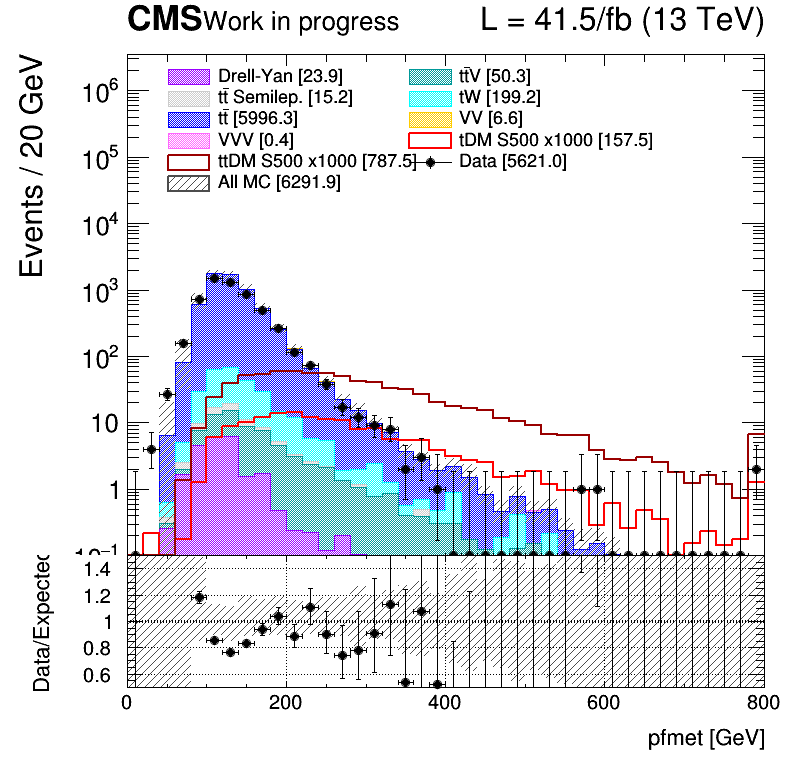 CMS Work in progress L = 41.5/fb (13 TeV)
Events / 20 GeV
Drell-Yan [23.9] tt̄V [50.3]
tt̄ Semilep. [15.2] tW [199.2]
tt̄ [5996.3] VV [6.6]
VVV [0.4] tDM S500 x1000 [157.5]
ttDM S500 x1000 [787.5] Data [5621.0]
All MC [6291.9]
10⁶
10⁵
10⁴
10³
10²
10
1
10⁻¹
Data/Expected
1.4
1.2
1
0.8
0.6
0 200 400 600 800
pfmet [GeV]